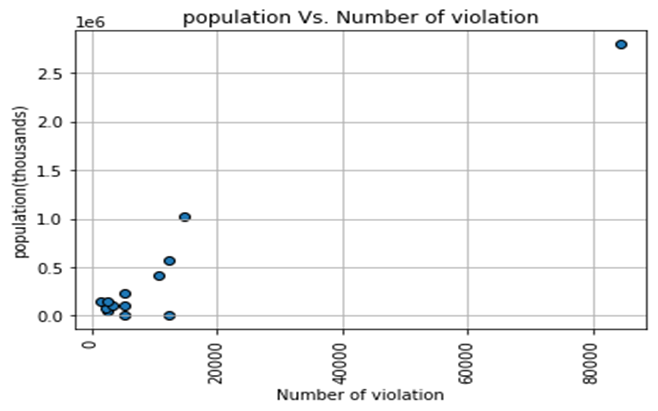 population Vs. Number of violation
1e6
2.5
2.0
1.5
1.0
0.5
0.0
population(thousands)
0
20000
40000
60000
80000
Number of violation